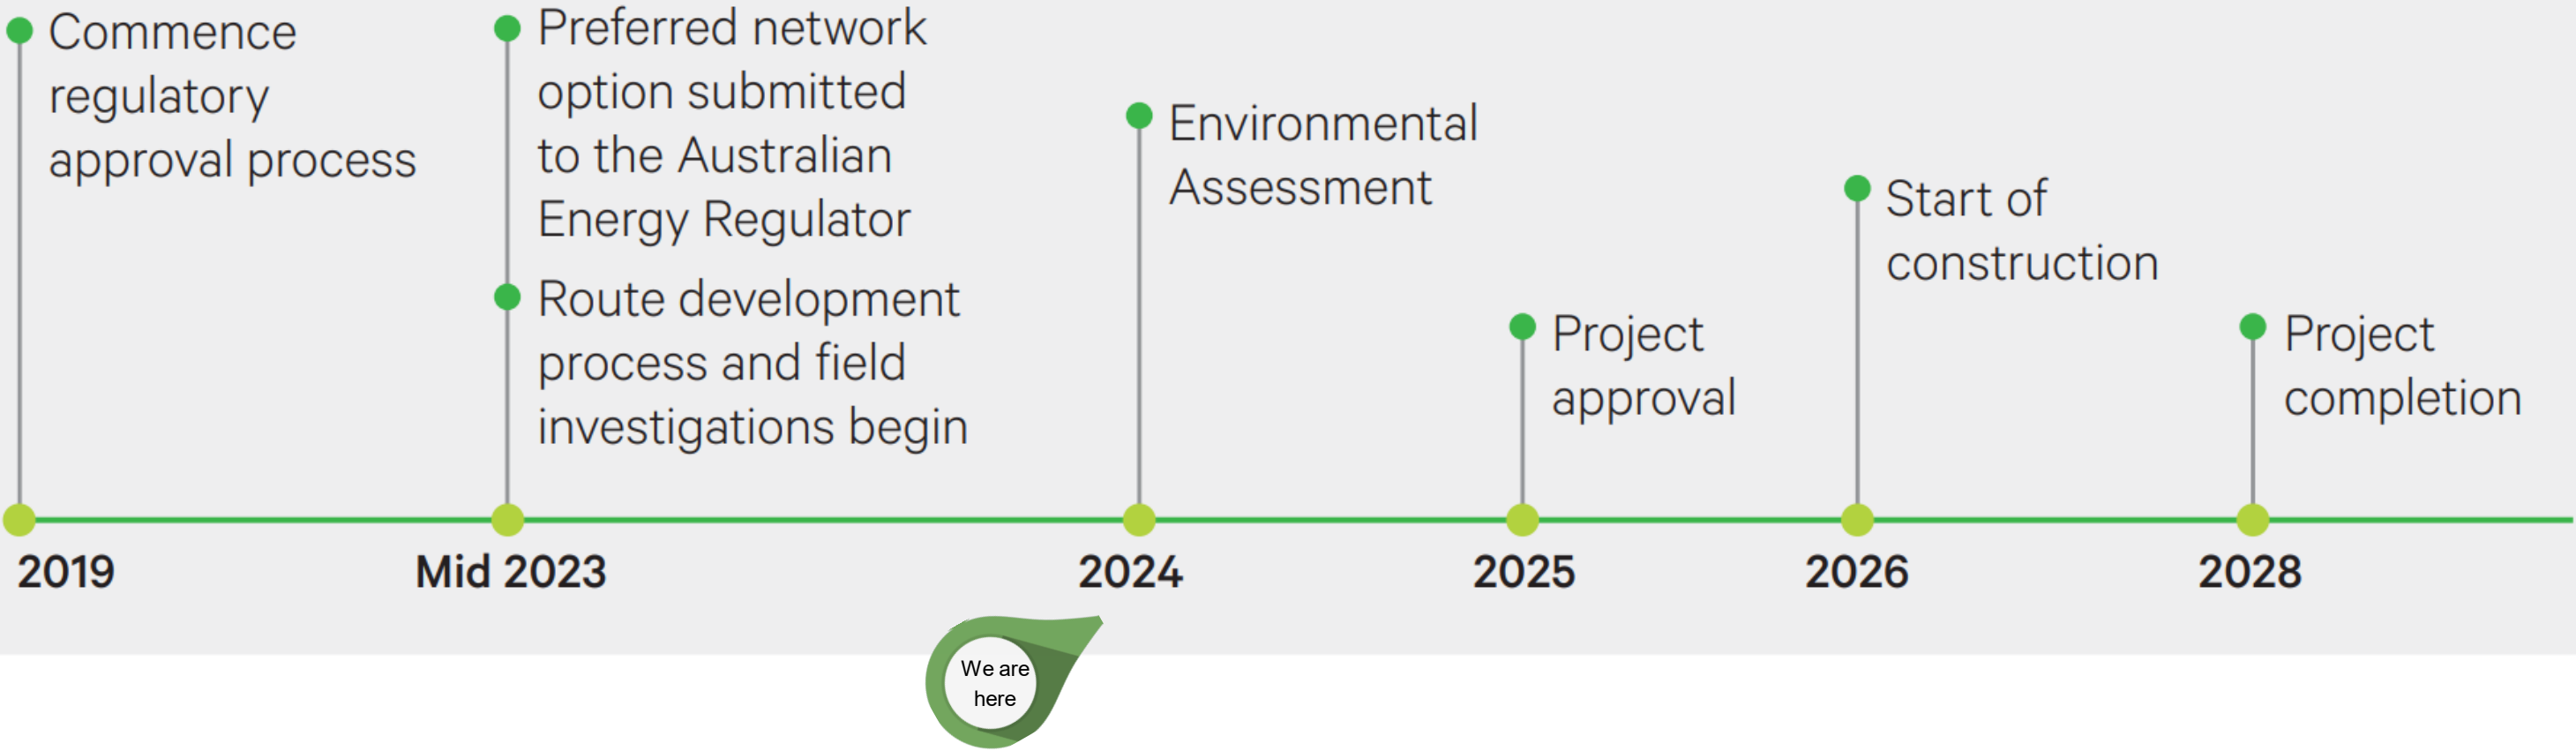 Commence
regulatory
approval process
Preferred network
option submitted
to the Australian
Energy Regulator
Route development
process and field
investigations begin
Environmental
Assessment
Project
approval
Start of
construction
Project
completion
2019
Mid 2023
2024
2025
2026
2028
We are
here